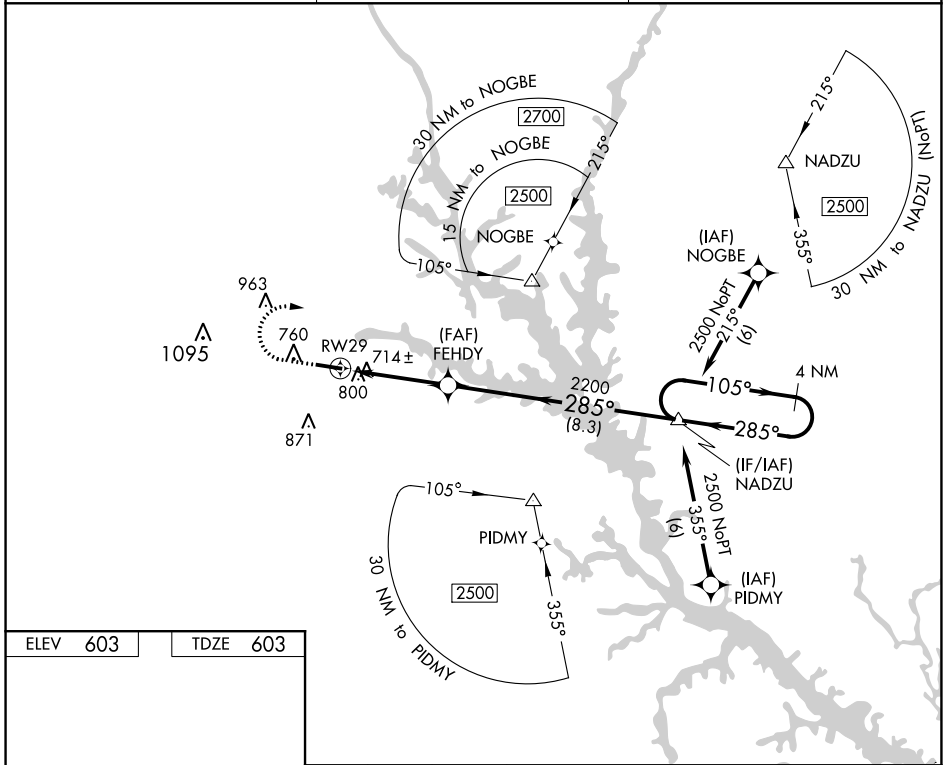 30 NM to NOGBE
2700
15 NM to NOGBE
2500
215°
NOGBE
105°
215°
NADZU
2500
355°
30 NM to NADZU (NoPT)
(IAF)
NOGBE
2500 NoPT
215°
(6)
963
760
1095
RW29
714±
800
871
(FAF)
FEHDY
2200
285°
(8.3)
105°
4 NM
285°
(IF/IAF)
NADZU
2500 NoPT
355°
(6)
(IAF)
PIDMY
105°
PIDMY
2500
355°
30 NM to PIDMY
ELEV 603
TDZE 603